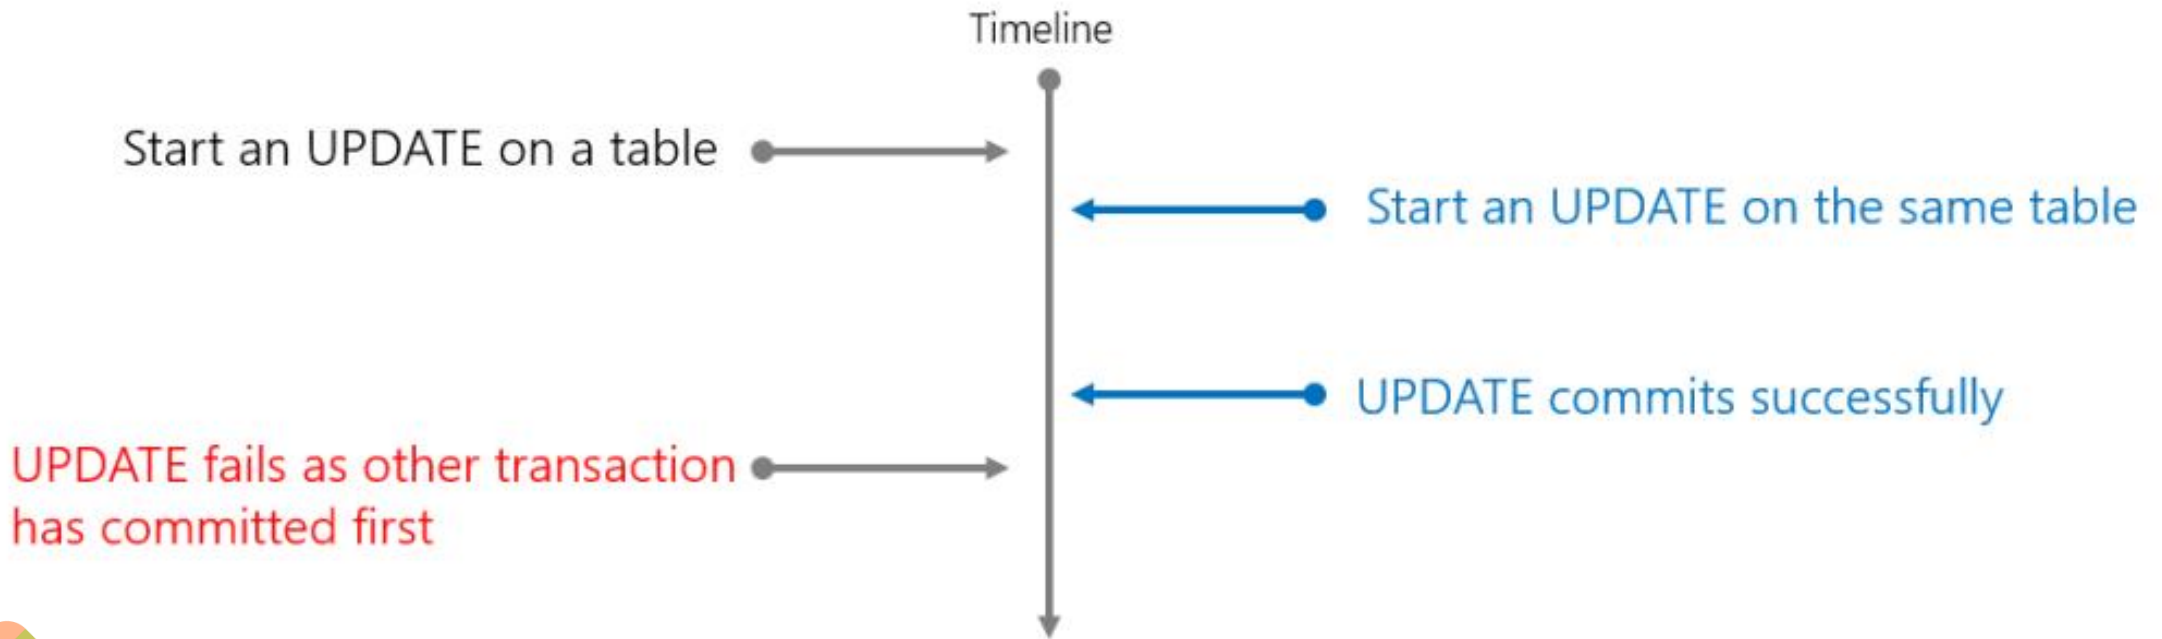 Timeline
Start an UPDATE on a table
Start an UPDATE on the same table
UPDATE commits successfully
UPDATE fails as other transaction
has committed first